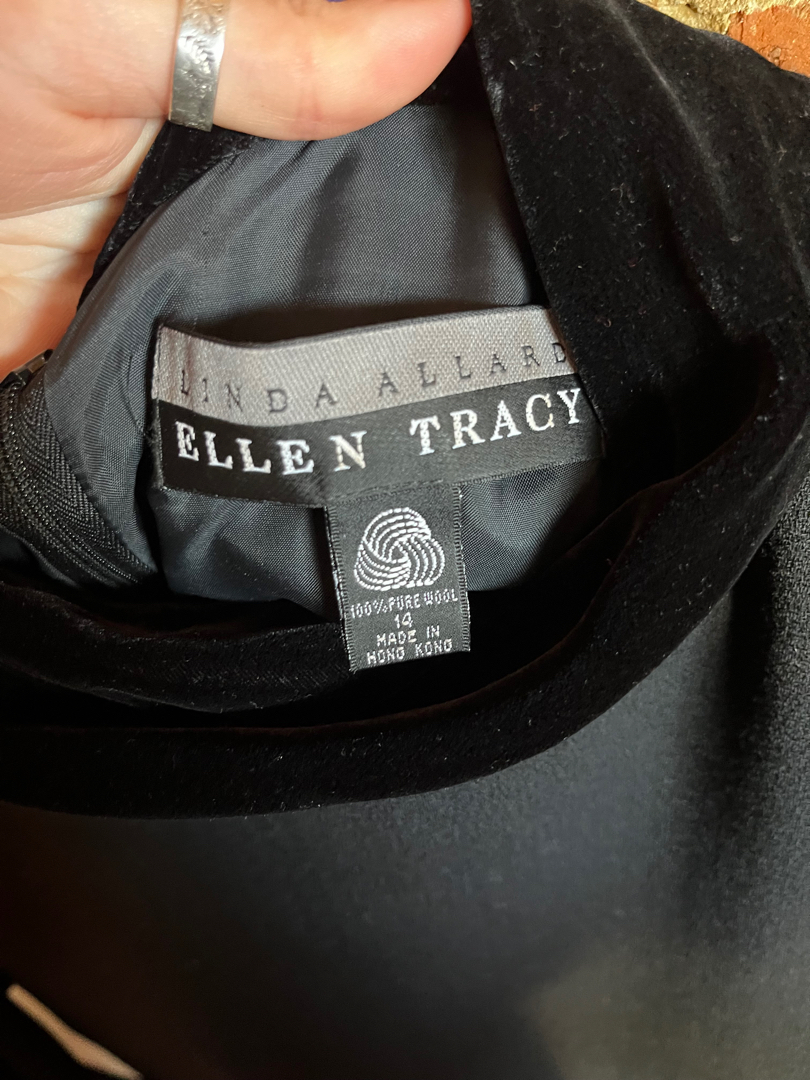 LINDA ALLARD
ELLEN TRACY
100% PURE WOOL
14
MADE IN
HONG KONG